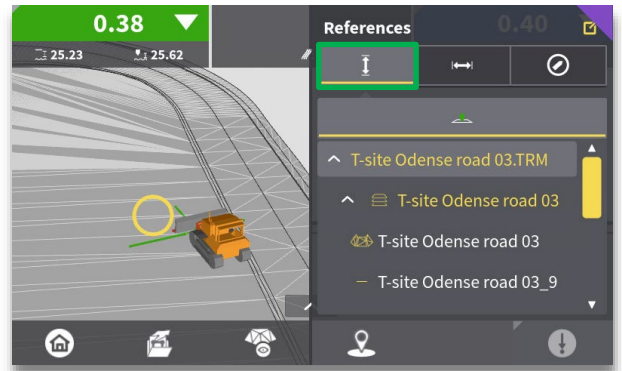 0.38
25.23
25.62
References
0.40
T-site Odense road 03.TRM
T-site Odense road 03
T-site Odense road 03
T-site Odense road 03_9